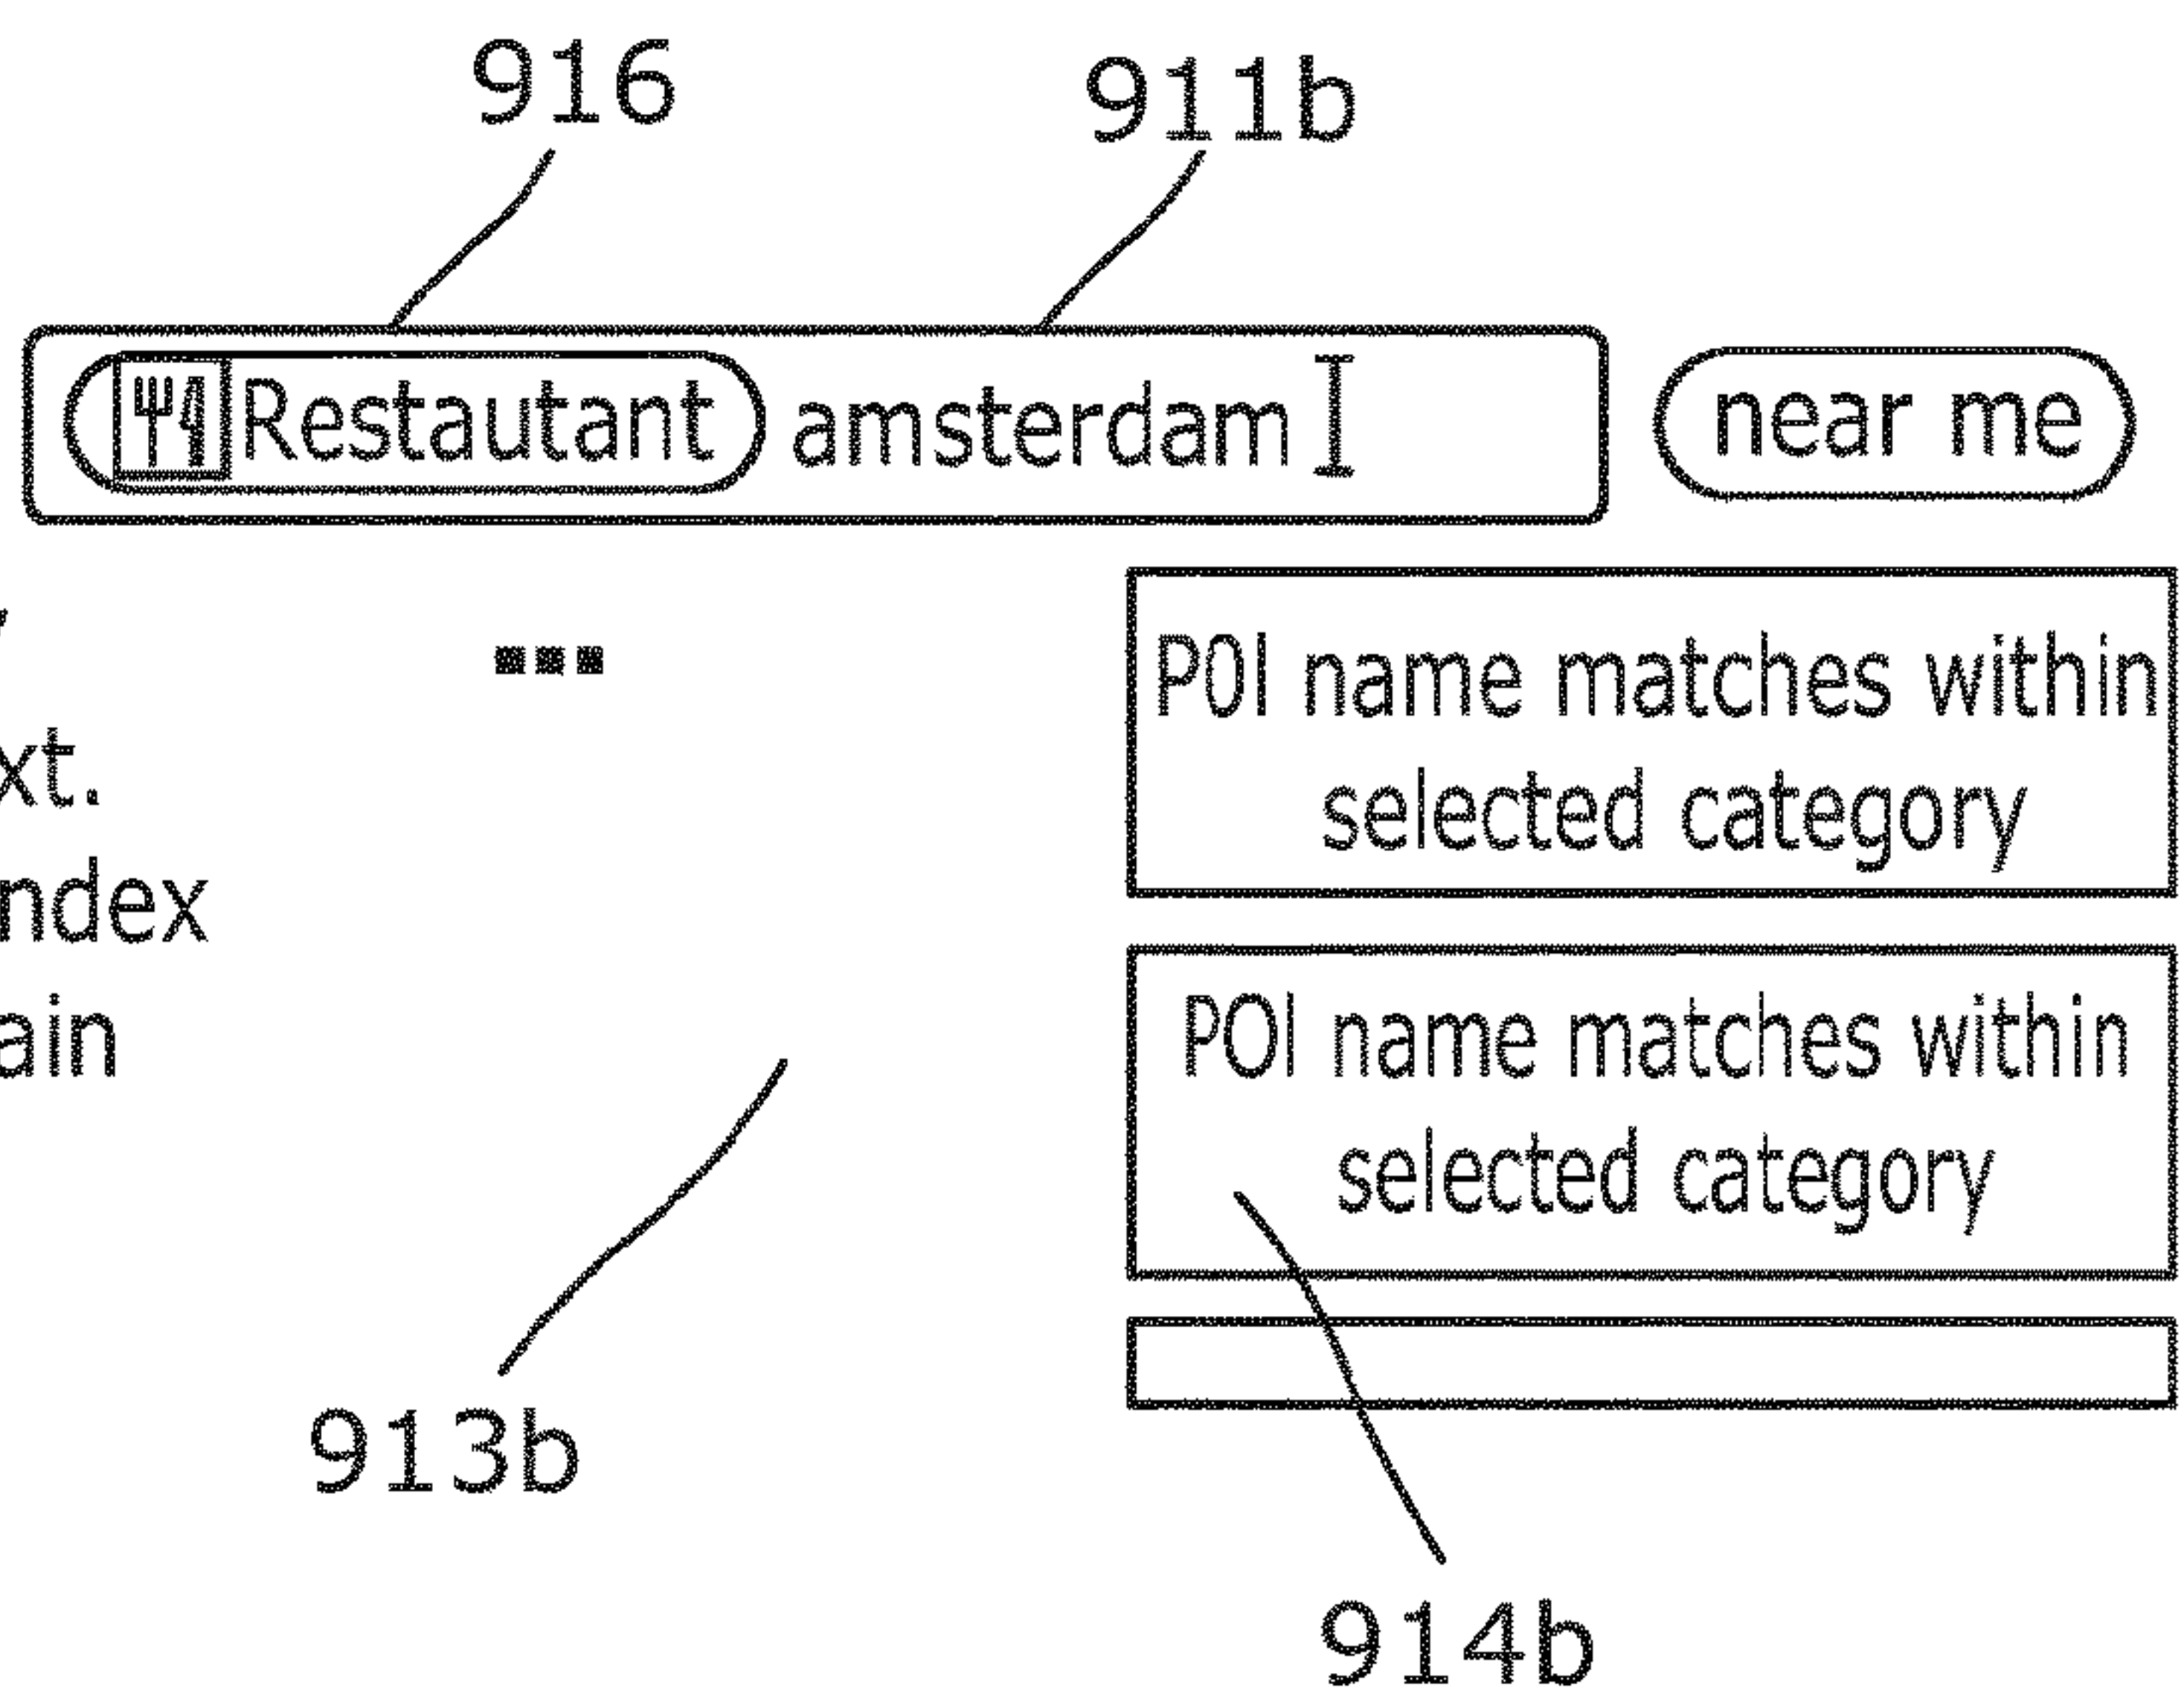 916
911b
Restautant amsterdam
near me
xt.
ndex
ain
POI name matches within
selected category
POI name matches within
selected category
913b
914b